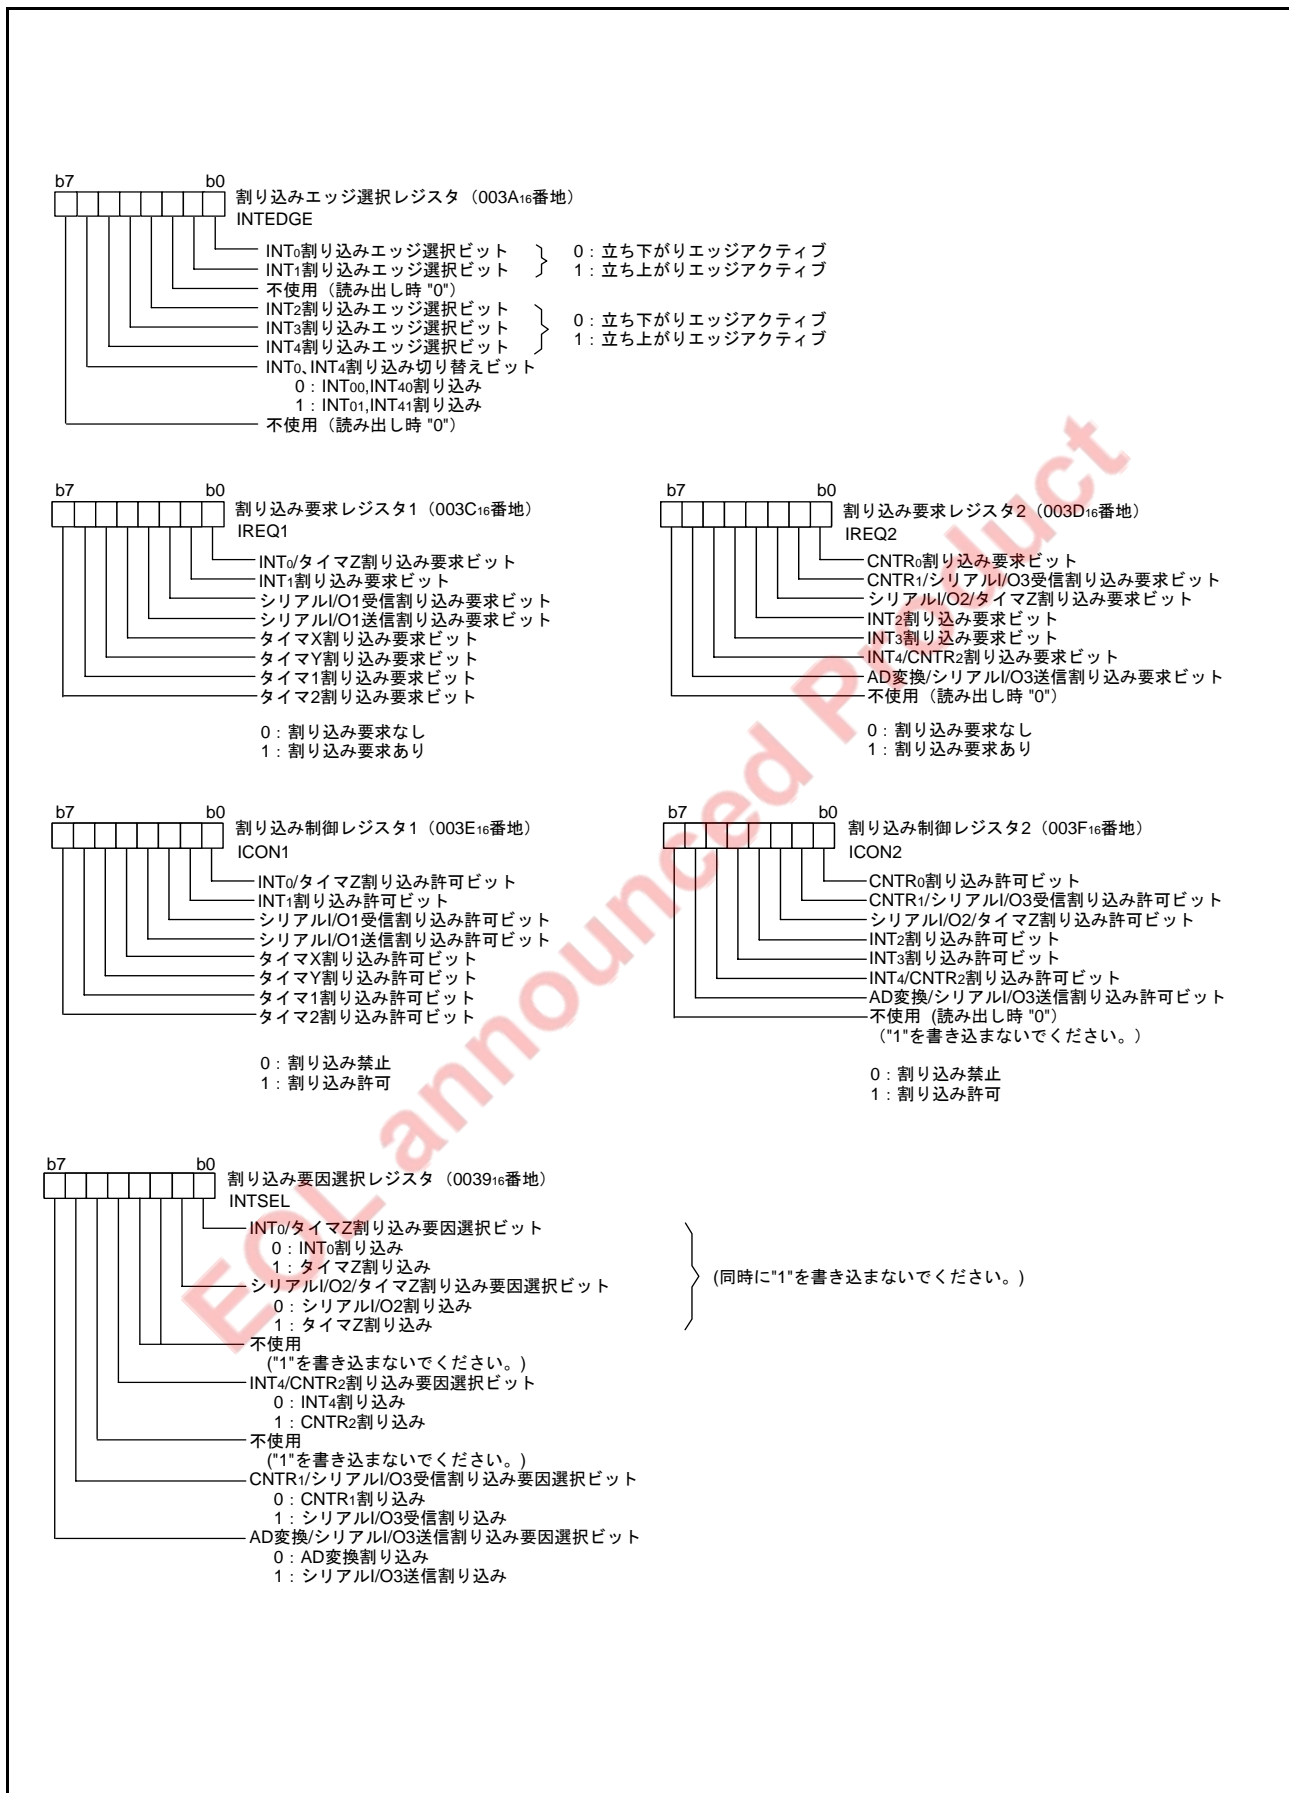 b7 b0
割り込みエッジ選択レジスタ（003A16番地）
INTEDGE
INT0割り込みエッジ選択ビット
INT1割り込みエッジ選択ビット
0：立ち下がりエッジアクティブ
1：立ち上がりエッジアクティブ
不使用（読み出し時 "0"）
INT2割り込みエッジ選択ビット
INT3割り込みエッジ選択ビット
INT4割り込みエッジ選択ビット
0：立ち下がりエッジアクティブ
1：立ち上がりエッジアクティブ
INT0、INT4割り込み切り替えビット
0：INT00,INT40割り込み
1：INT01,INT41割り込み
不使用（読み出し時 "0"）
b7 b0
割り込み要求レジスタ1（003C16番地）
IREQ1
INT0/タイマZ割り込み要求ビット
INT1割り込み要求ビット
シリアルI/O1受信割り込み要求ビット
シリアルI/O1送信割り込み要求ビット
タイマX割り込み要求ビット
タイマY割り込み要求ビット
タイマ1割り込み要求ビット
タイマ2割り込み要求ビット
0：割り込み要求なし
1：割り込み要求あり
b7 b0
割り込み要求レジスタ2（003D16番地）
IREQ2
CNTR0割り込み要求ビット
CNTR1/シリアルI/O3受信割り込み要求ビット
シリアルI/O2/タイマZ割り込み要求ビット
INT2割り込み要求ビット
INT3割り込み要求ビット
INT4/CNTR2割り込み要求ビット
AD変換/シリアルI/O3送信割り込み要求ビット
不使用（読み出し時 "0"）
0：割り込み要求なし
1：割り込み要求あり
b7 b0
割り込み制御レジスタ1（003E16番地）
ICON1
INT0/タイマZ割り込み許可ビット
INT1割り込み許可ビット
シリアルI/O1受信割り込み許可ビット
シリアルI/O1送信割り込み許可ビット
タイマX割り込み許可ビット
タイマY割り込み許可ビット
タイマ1割り込み許可ビット
タイマ2割り込み許可ビット
0：割り込み禁止
1：割り込み許可
b7 b0
割り込み制御レジスタ2（003F16番地）
ICON2
CNTR0割り込み許可ビット
CNTR1/シリアルI/O3受信割り込み許可ビット
シリアルI/O2/タイマZ割り込み許可ビット
INT2割り込み許可ビット
INT3割り込み許可ビット
INT4/CNTR2割り込み許可ビット
AD変換/シリアルI/O3送信割り込み許可ビット
不使用（読み出し時 "0"）
（"1"を書き込まないでください。）
0：割り込み禁止
1：割り込み許可
b7 b0
割り込み要因選択レジスタ（003916番地）
INTSEL
INT0/タイマZ割り込み要因選択ビット
0：INT0割り込み
1：タイマZ割り込み
シリアルI/O2/タイマZ割り込み要因選択ビット
0：シリアルI/O2割り込み
1：タイマZ割り込み
(同時に"1"を書き込まないでください。)
不使用
("1"を書き込まないでください。)
INT4/CNTR2割り込み要因選択ビット
0：INT4割り込み
1：CNTR2割り込み
不使用
("1"を書き込まないでください。)
CNTR1/シリアルI/O3受信割り込み要因選択ビット
0：CNTR1割り込み
1：シリアルI/O3受信割り込み
AD変換/シリアルI/O3送信割り込み要因選択ビット
0：AD変換割り込み
1：シリアルI/O3送信割り込み
EOL announced Product